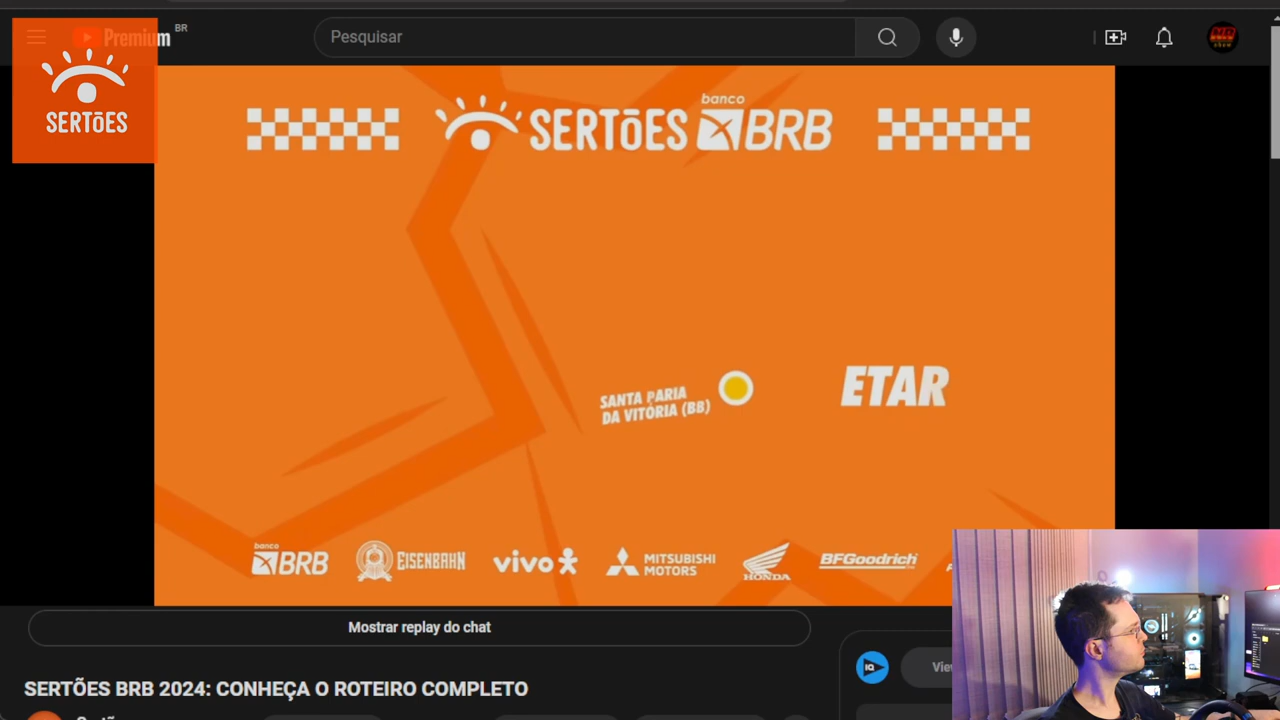 Premium BR
Pesquisar
SERTÕES
SERTÕES banco BRB
SANTA PARIA
DA VITÓRIA (BB)
ETAR
banco BRB
EISENBAHN
vivo
MITSUBISHI
MOTORS
HONDA
BFGoodrich
Mostrar replay do chat
SERTÕES BRB 2024: CONHEÇA O ROTEIRO COMPLETO